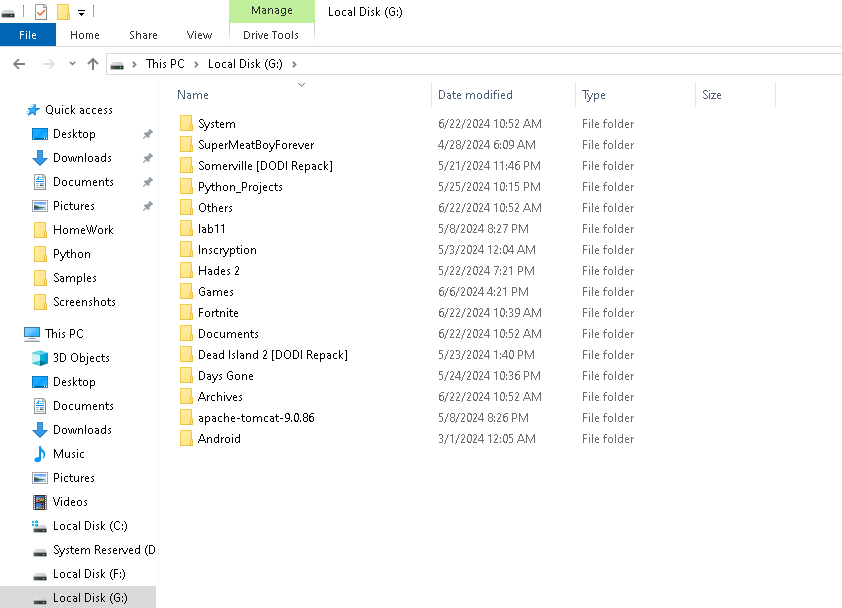 Manage
Local Disk (G:)
File
Home
Share
View
Drive Tools
This PC
Local Disk (G:)
Name
Date modified
Type
Size
Quick access
Desktop
Downloads
Documents
Pictures
HomeWork
Python
Samples
Screenshots
This PC
3D Objects
Desktop
Documents
Downloads
Music
Pictures
Videos
Local Disk (C:)
System Reserved (D
Local Disk (F:)
Local Disk (G:)
System 6/22/2024 10:52 AM File folder
SuperMeatBoyForever 4/28/2024 6:09 AM File folder
Somerville [DODI Repack] 5/21/2024 11:46 PM File folder
Python_Projects 5/25/2024 10:15 PM File folder
Others 6/22/2024 10:52 AM File folder
lab11 5/8/2024 8:27 PM File folder
Inscryption 5/3/2024 12:04 AM File folder
Hades 2 5/22/2024 7:21 PM File folder
Games 6/6/2024 4:21 PM File folder
Fortnite 6/22/2024 10:39 AM File folder
Documents 6/22/2024 10:52 AM File folder
Dead Island 2 [DODI Repack] 5/23/2024 1:40 PM File folder
Days Gone 5/24/2024 10:36 PM File folder
Archives 6/22/2024 10:52 AM File folder
apache-tomcat-9.0.86 5/8/2024 8:26 PM File folder
Android 3/1/2024 12:05 AM File folder